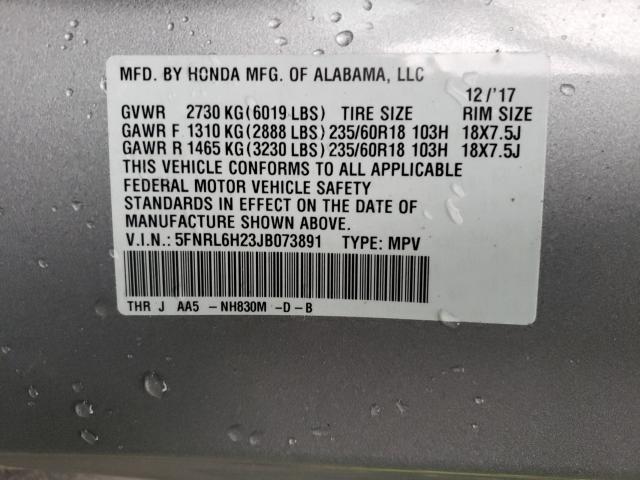 MFD. BY HONDA MFG. OF ALABAMA, LLC
12/'17
GVWR 2730 KG(6019 LBS) TIRE SIZE RIM SIZE
GAWR F 1310 KG(2888 LBS)235/60R18 103H 18X7.5J
GAWR R 1465 KG(3230 LBS)235/60R18 103H 18X7.5J
THIS VEHICLE CONFORMS TO ALL APPLICABLE
FEDERAL MOTOR VEHICLE SAFETY
STANDARDS IN EFFECT ON THE DATE OF
MANUFACTURE SHOWN ABOVE.
V.I.N.: 5FNRL6H23JB073891 TYPE: MPV
THR J AA5 -NH830M -D-B